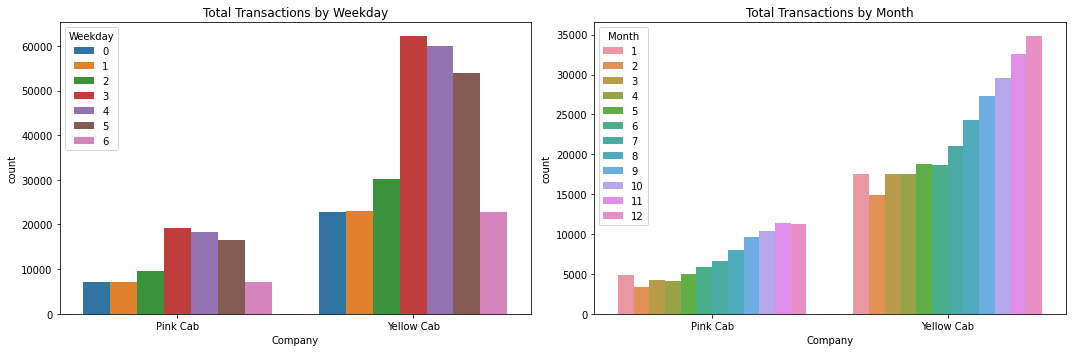 Total Transactions by Weekday
Weekday
0
1
2
3
4
5
6
60000
50000
40000
30000
20000
10000
0
count
Pink Cab
Yellow Cab
Company
Total Transactions by Month
Month
1
2
3
4
5
6
7
8
9
10
11
12
35000
30000
25000
20000
15000
10000
5000
0
count
Pink Cab
Yellow Cab
Company